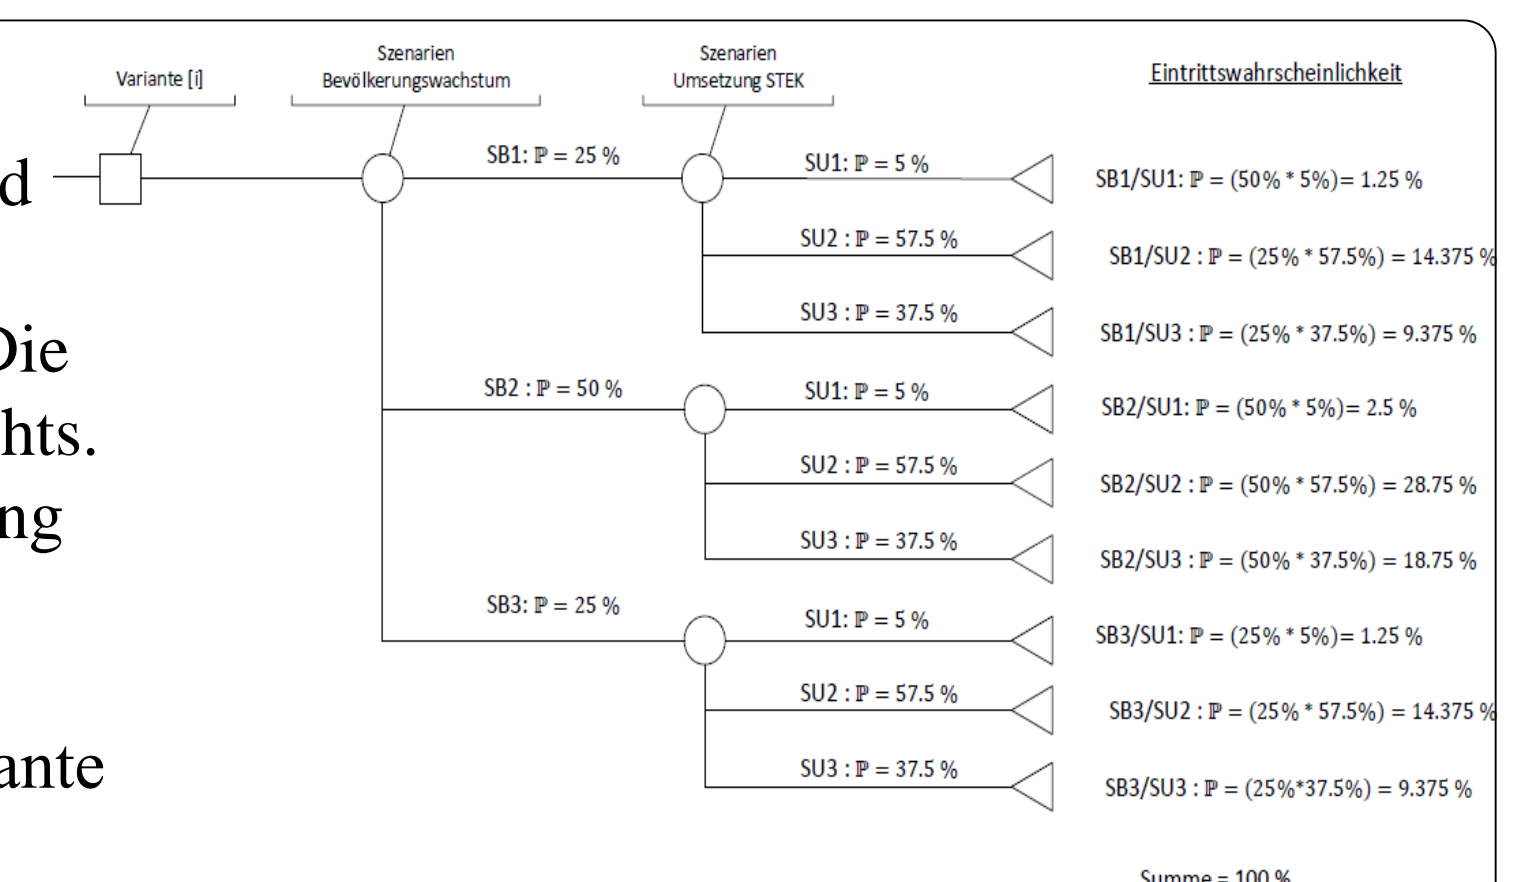 d
Die
hts.
ng
ante
Szenarien
Bevölkerungswachstum
Szenarien
Umsetzung STEK
Variante [i]
Eintrittswahrscheinlichkeit
SB1: ℙ = 25 %
SU1: ℙ = 5 %
SB1/SU1: ℙ = (50% * 5%)= 1.25 %
SU2 : ℙ = 57.5 %
SB1/SU2 : ℙ = (25% * 57.5%) = 14.375 %
SU3 : ℙ = 37.5 %
SB1/SU3 : ℙ = (25% * 37.5%) = 9.375 %
SB2 : ℙ = 50 %
SU1: ℙ = 5 %
SB2/SU1: ℙ = (50% * 5%)= 2.5 %
SU2 : ℙ = 57.5 %
SB2/SU2 : ℙ = (50% * 57.5%) = 28.75 %
SU3 : ℙ = 37.5 %
SB2/SU3 : ℙ = (50% * 37.5%) = 18.75 %
SB3: ℙ = 25 %
SU1: ℙ = 5 %
SB3/SU1: ℙ = (25% * 5%)= 1.25 %
SU2 : ℙ = 57.5 %
SB3/SU2 : ℙ = (25% * 57.5%) = 14.375 %
SU3 : ℙ = 37.5 %
SB3/SU3 : ℙ = (25%*37.5%) = 9.375 %
Summe = 100 %